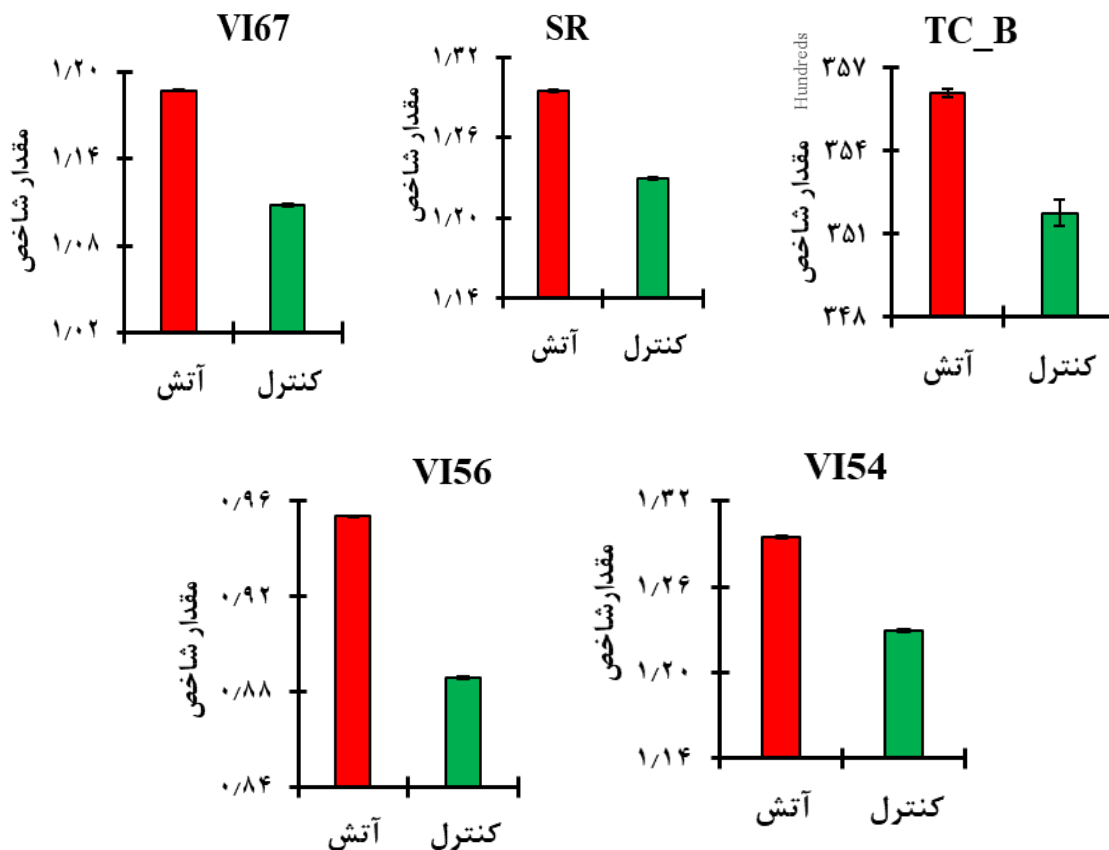 VI67
مقدار شاخص
۱٫۲۰
۱٫۱۴
۱٫۰۸
۱٫۰۲
آتش
کنترل
SR
مقدار شاخص
۱٫۳۲
۱٫۲۶
۱٫۲۰
۱٫۱۴
آتش
کنترل
TC_B
Hundreds
مقدار شاخص
۳۵۷
۳۵۴
۳۵۱
۳۴۸
آتش
کنترل
VI56
مقدار شاخص
۰٫۹۶
۰٫۹۲
۰٫۸۸
۰٫۸۴
آتش
کنترل
VI54
مقدارشاخص
۱٫۳۲
۱٫۲۶
۱٫۲۰
۱٫۱۴
آتش
کنترل